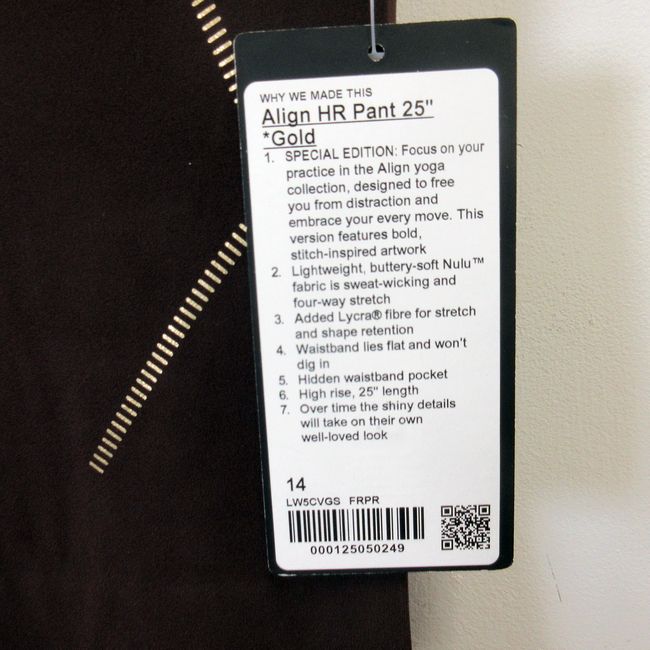 WHY WE MADE THIS
Align HR Pant 25"
*Gold
1. SPECIAL EDITION: Focus on your
practice in the Align yoga
collection, designed to free
you from distraction and
embrace your every move. This
version features bold,
stitch-inspired artwork
2. Lightweight, buttery-soft Nulu™
fabric is sweat-wicking and
four-way stretch
3. Added Lycra® fibre for stretch
and shape retention
4. Waistband lies flat and won't
dig in
5. Hidden waistband pocket
6. High rise, 25" length
7. Over time the shiny details
will take on their own
well-loved look
14
LW5CVGS FRPR
000125050249